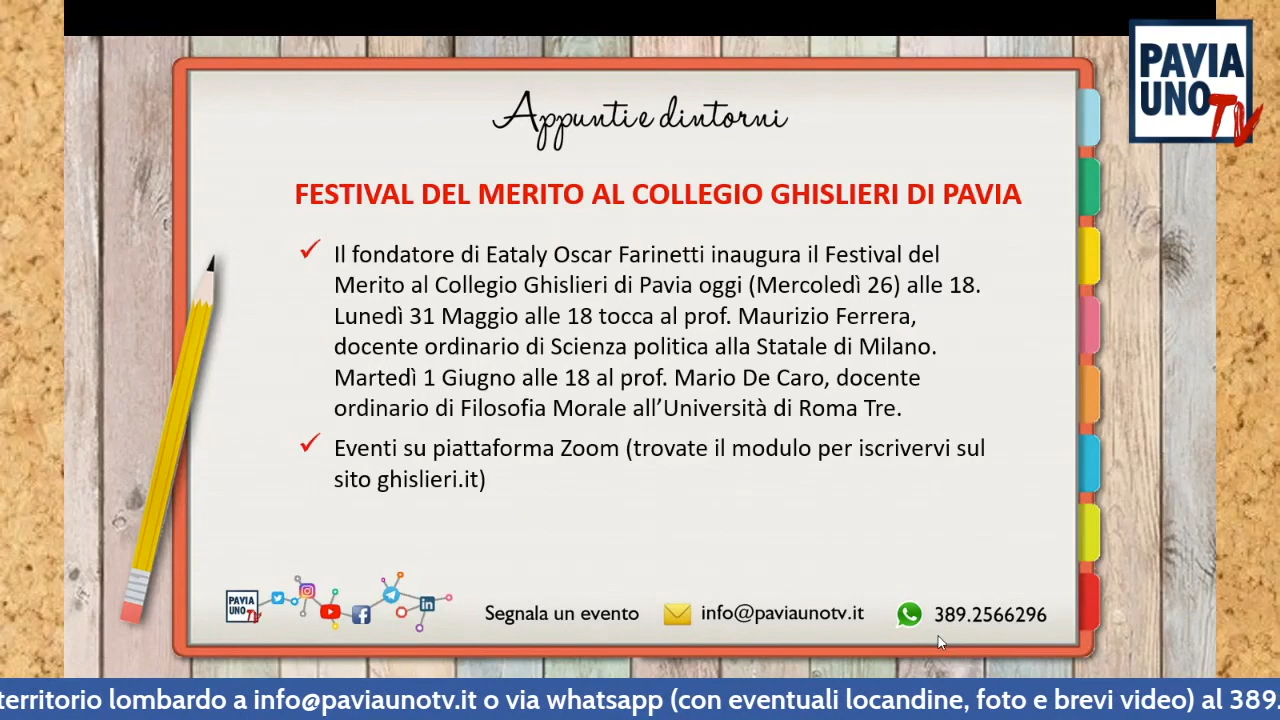 PAVIA
UNO TV
Appunti e dintorni
FESTIVAL DEL MERITO AL COLLEGIO GHISLIERI DI PAVIA
Il fondatore di Eataly Oscar Farinetti inaugura il Festival del
Merito al Collegio Ghislieri di Pavia oggi (Mercoledì 26) alle 18.
Lunedì 31 Maggio alle 18 tocca al prof. Maurizio Ferrera,
docente ordinario di Scienza politica alla Statale di Milano.
Martedì 1 Giugno alle 18 al prof. Mario De Caro, docente
ordinario di Filosofia Morale all’Università di Roma Tre.
Eventi su piattaforma Zoom (trovate il modulo per iscrivervi sul
sito ghislieri.it)
PAVIA
UNO TV
Segnala un evento info@paviaunotv.it 389.2566296
territorio lombardo a info@paviaunotv.it o via whatsapp (con eventuali locandine, foto e brevi video) al 389.